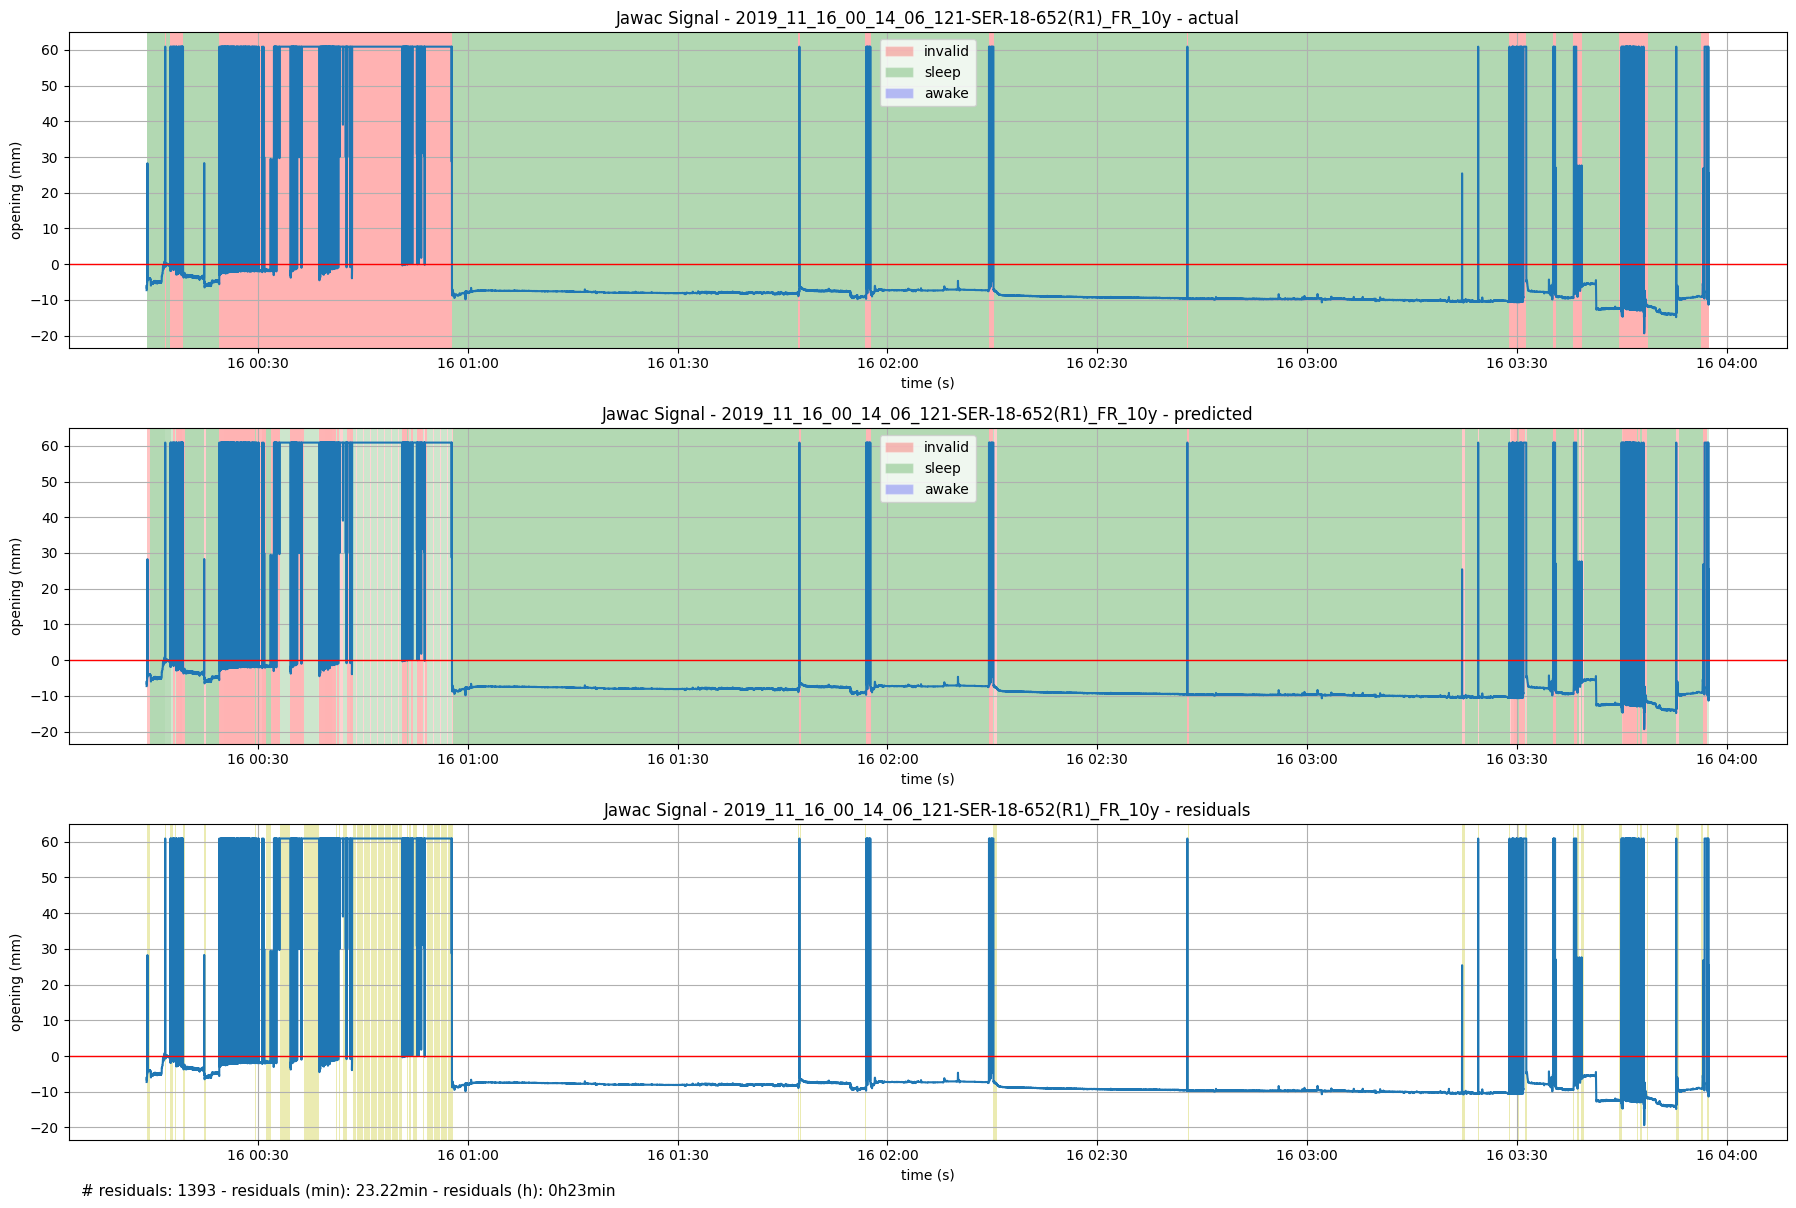 Jawac Signal - 2019_11_16_00_14_06_121-SER-18-652(R1)_FR_10y - actual
opening (mm)
60
50
40
30
20
10
0
−10
−20
invalid
sleep
awake
16 00:30 16 01:00 16 01:30 16 02:00 16 02:30 16 03:00 16 03:30 16 04:00
time (s)
Jawac Signal - 2019_11_16_00_14_06_121-SER-18-652(R1)_FR_10y - predicted
opening (mm)
60
50
40
30
20
10
0
−10
−20
invalid
sleep
awake
16 00:30 16 01:00 16 01:30 16 02:00 16 02:30 16 03:00 16 03:30 16 04:00
time (s)
Jawac Signal - 2019_11_16_00_14_06_121-SER-18-652(R1)_FR_10y - residuals
opening (mm)
60
50
40
30
20
10
0
−10
−20
16 00:30 16 01:00 16 01:30 16 02:00 16 02:30 16 03:00 16 03:30 16 04:00
time (s)
# residuals: 1393 - residuals (min): 23.22min - residuals (h): 0h23min